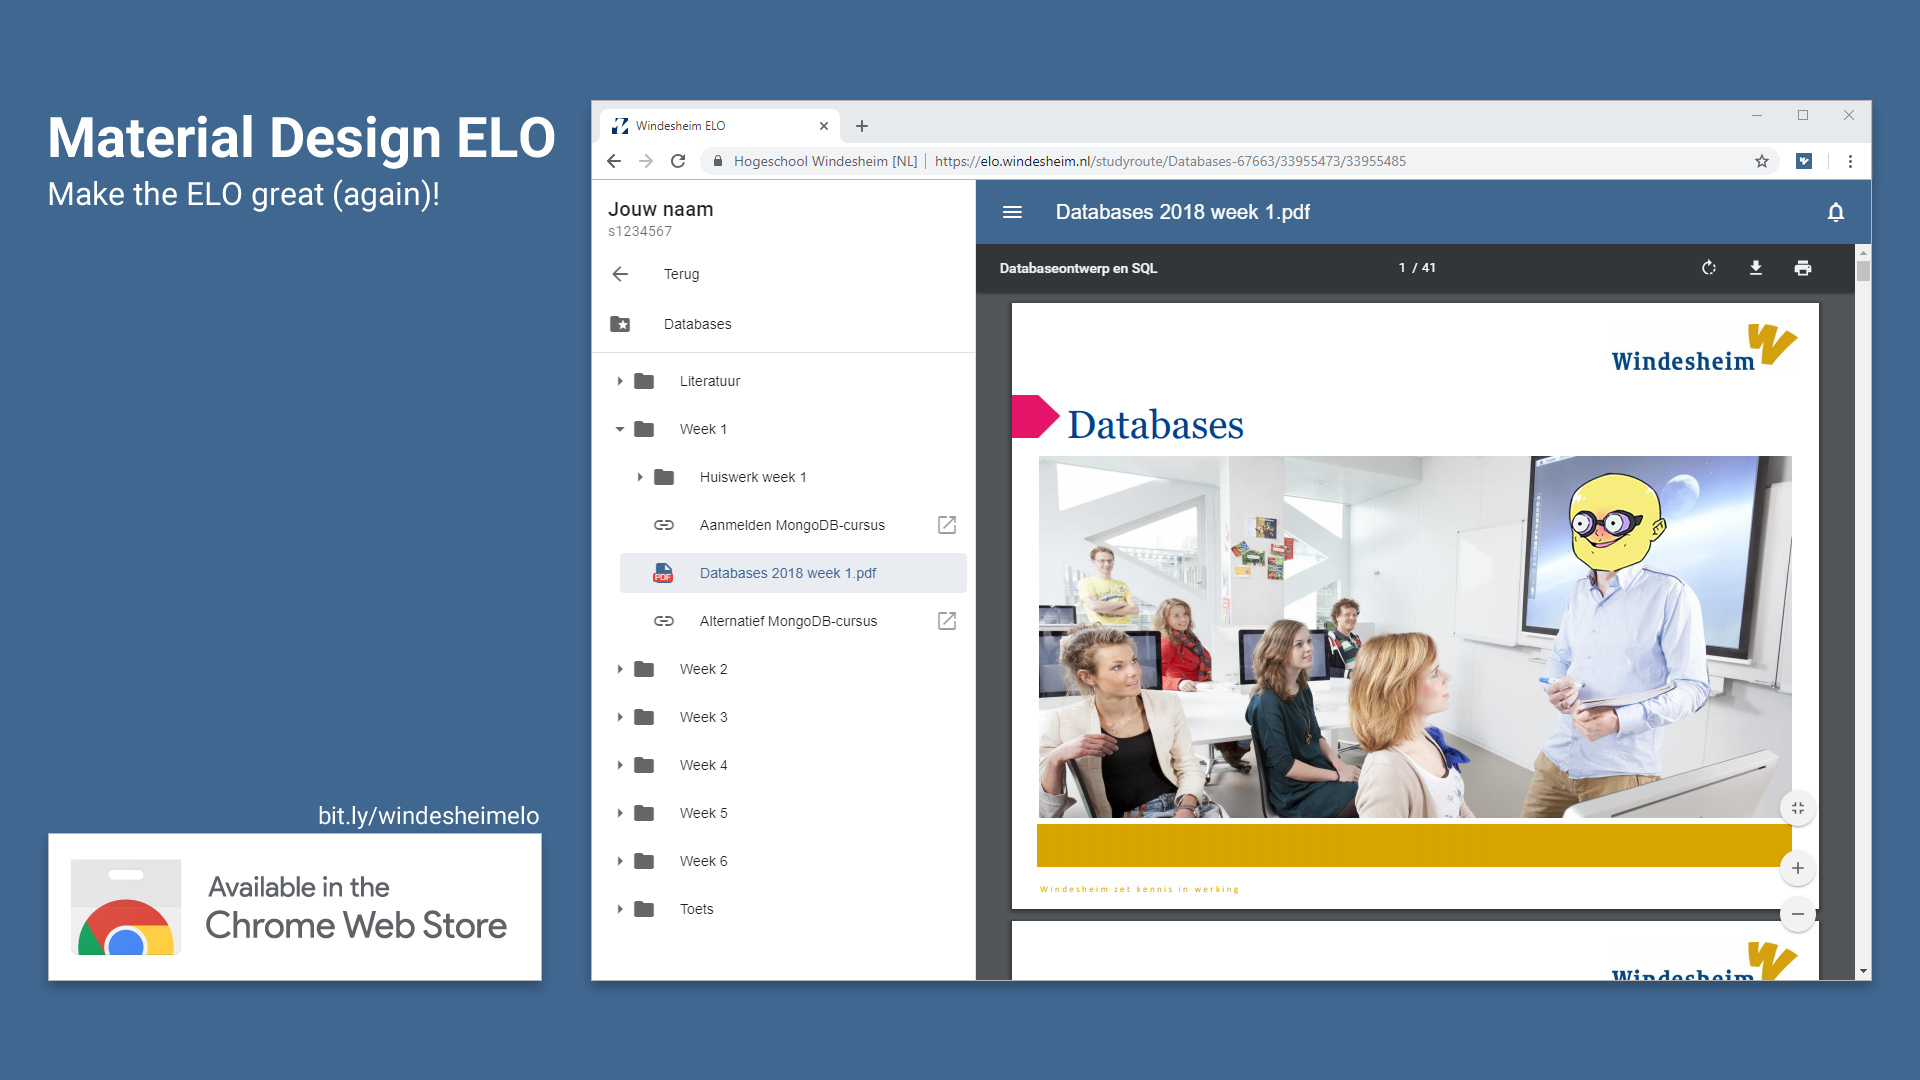 Material Design ELO
Make the ELO great (again)!
bit.ly/windesheimelo
Available in the
Chrome Web Store
Windesheim ELO
Hogeschool Windesheim [NL]
https://elo.windesheim.nl/studyroute/Databases-67663/33955473/33955485
Jouw naam
s1234567
Terug
Databases
Literatuur
Week 1
Huiswerk week 1
Aanmelden MongoDB-cursus
PDF
Databases 2018 week 1.pdf
Alternatief MongoDB-cursus
Week 2
Week 3
Week 4
Week 5
Week 6
Toets
Databases 2018 week 1.pdf
Databaseontwerp en SQL
1 / 41
Windesheim
Databases
Windesheim zet kennis in werking
Windesheim